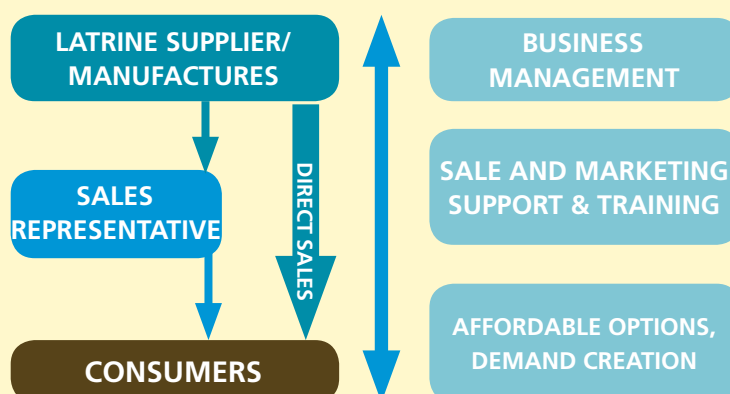 LATRINE SUPPLIER/
MANUFACTURES
BUSINESS
MANAGEMENT
SALES
REPRESENTATIVE
DIRECT SALES
SALE AND MARKETING
SUPPORT & TRAINING
CONSUMERS
AFFORDABLE OPTIONS,
DEMAND CREATION